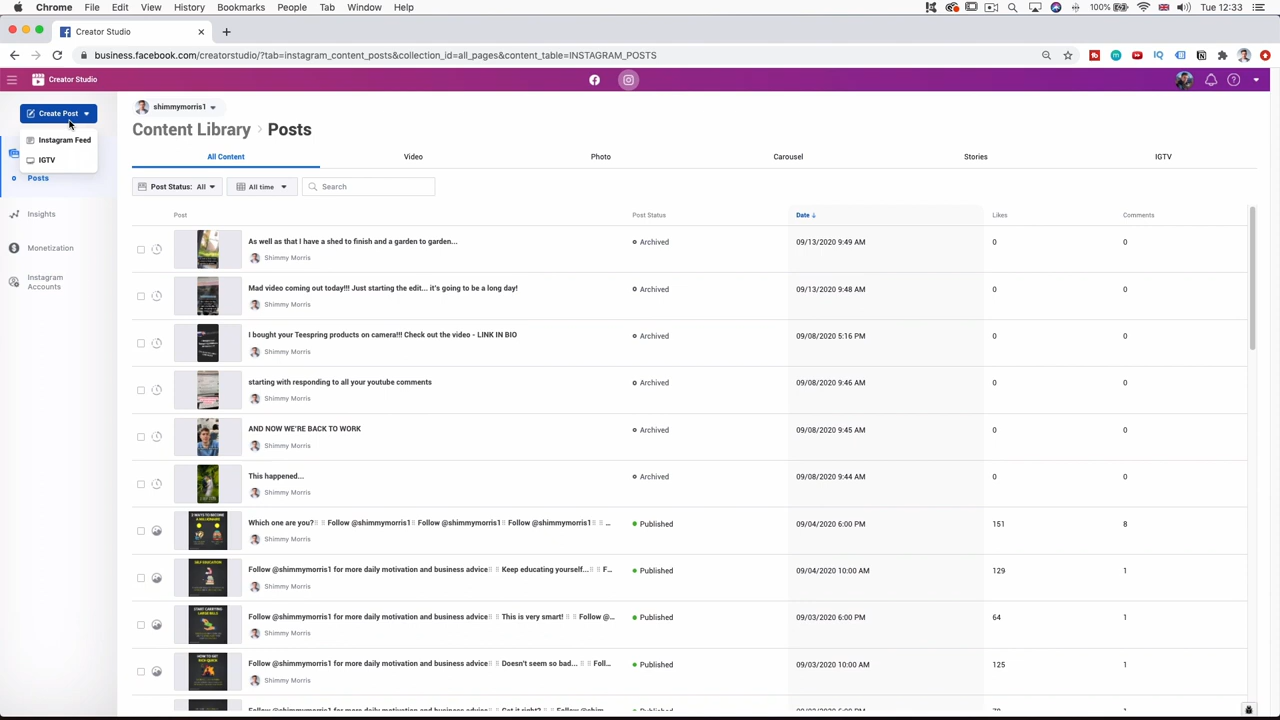 Chrome File Edit View History Bookmarks People Tab Window Help 100% Tue 12:33
Creator Studio
business.facebook.com/creatorstudio/?tab=instagram_content_posts&collection_id=all_pages&content_table=INSTAGRAM_POSTS
Creator Studio
Create Post
Instagram Feed
IGTV
Posts
Insights
Monetization
Instagram
Accounts
shimmymorris1
Content Library › Posts
All Content Video Photo Carousel Stories IGTV
Post Status: All All time Search
Post Post Status Date ↓ Likes Comments
As well as that I have a shed to finish and a garden to garden... Archived 09/13/2020 9:49 AM 0 0
Shimmy Morris
Mad video coming out today!!! Just starting the edit... it's going to be a long day! Archived 09/13/2020 9:48 AM 0 0
Shimmy Morris
I bought your Teespring products on camera!!! Check out the video - LINK IN BIO Archived 09/08/2020 5:16 PM 0 0
Shimmy Morris
starting with responding to all your youtube comments Archived 09/08/2020 9:46 AM 0 0
Shimmy Morris
AND NOW WE'RE BACK TO WORK Archived 09/08/2020 9:45 AM 0 0
Shimmy Morris
This happened... Archived 09/08/2020 9:44 AM 0 0
Shimmy Morris
Which one are you? Follow @shimmymorris1 Follow @shimmymorris1 Follow @shimmymorris1 ... Published 09/04/2020 6:00 PM 151 8
Shimmy Morris
Follow @shimmymorris1 for more daily motivation and business advice Keep educating yourself... F... Published 09/04/2020 10:00 AM 129 1
Shimmy Morris
Follow @shimmymorris1 for more daily motivation and business advice This is very smart! Follow @... Published 09/03/2020 6:00 PM 64 1
Shimmy Morris
Follow @shimmymorris1 for more daily motivation and business advice Doesn't seem so bad... Foll... Published 09/03/2020 10:00 AM 125 1
Shimmy Morris